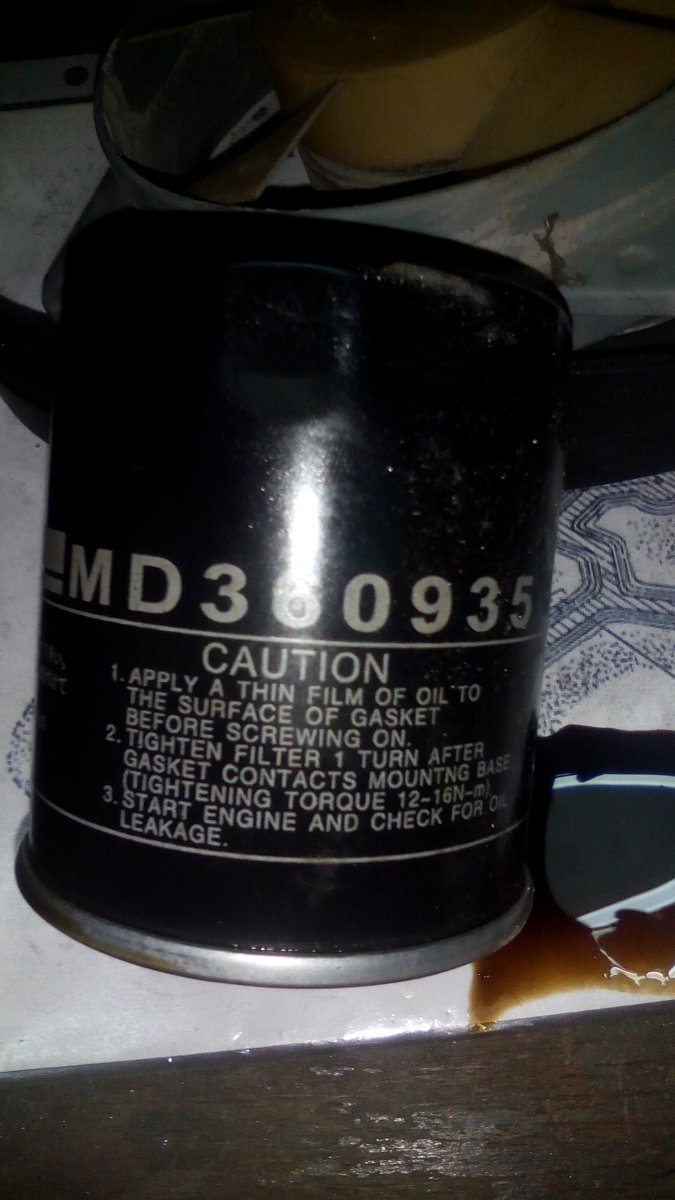 MD360935
CAUTION
1. APPLY A THIN FILM OF OIL TO
THE SURFACE OF GASKET
BEFORE SCREWING ON.
2. TIGHTEN FILTER 1 TURN AFTER
GASKET CONTACTS MOUNTNG BASE
(TIGHTENING TORQUE 12-16N-m)
3. START ENGINE AND CHECK FOR OIL
LEAKAGE.